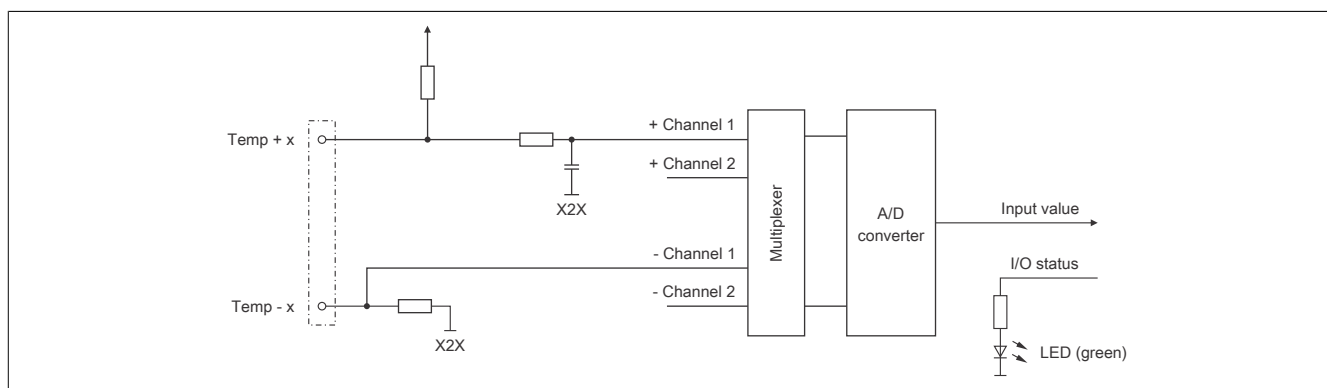 Temp + x
+ Channel 1
+ Channel 2
X2X
Multiplexer
A/D
converter
Input value
- Channel 1
I/O status
- Channel 2
Temp - x
X2X
LED (green)